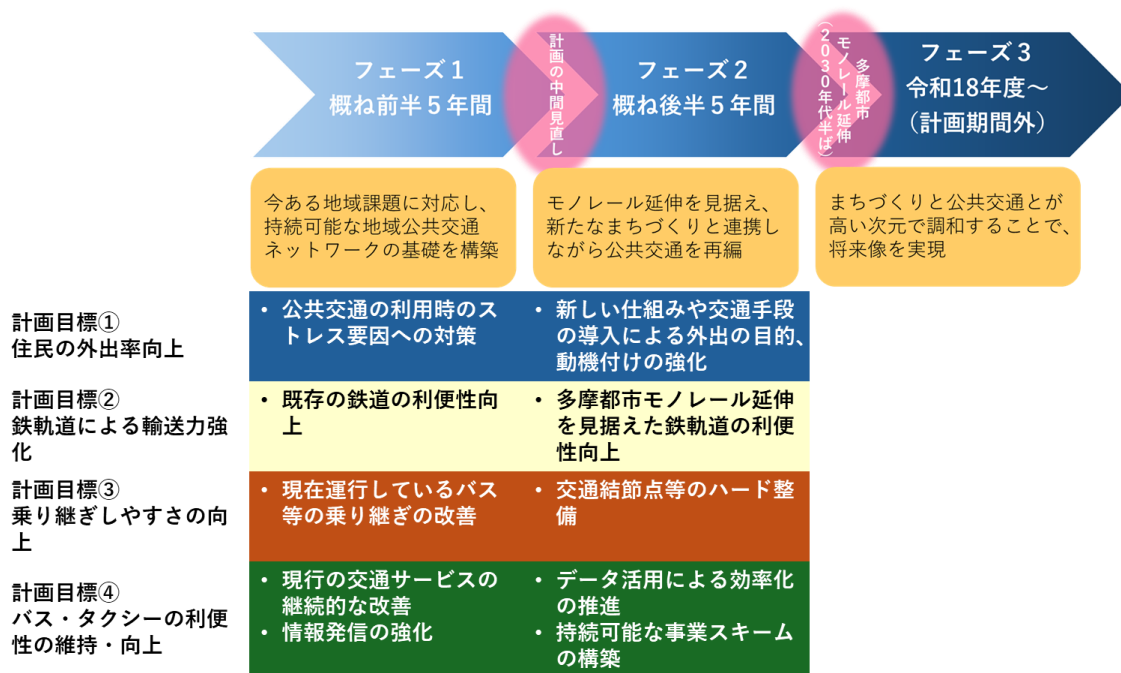 フェーズ１
概ね前半５年間
計画の中間見直し
フェーズ２
概ね後半５年間
多摩都市
モノレール延伸
（２０３０年代半ば）
フェーズ３
令和18年度～
（計画期間外）
今ある地域課題に対応し、
持続可能な地域公共交通
ネットワークの基礎を構築
モノレール延伸を見据え、
新たなまちづくりと連携し
ながら公共交通を再編
まちづくりと公共交通とが
高い次元で調和することで、
将来像を実現
計画目標①
住民の外出率向上
• 公共交通の利用時のス
トレス要因への対策
• 新しい仕組みや交通手段
の導入による外出の目的、
動機付けの強化
計画目標②
鉄軌道による輸送力強
化
• 既存の鉄道の利便性向
上
• 多摩都市モノレール延伸
を見据えた鉄軌道の利便
性向上
計画目標③
乗り継ぎしやすさの向
上
• 現在運行しているバス
等の乗り継ぎの改善
• 交通結節点等のハード整
備
計画目標④
バス・タクシーの利便
性の維持・向上
• 現行の交通サービスの
継続的な改善
• 情報発信の強化
• データ活用による効率化
の推進
• 持続可能な事業スキーム
の構築